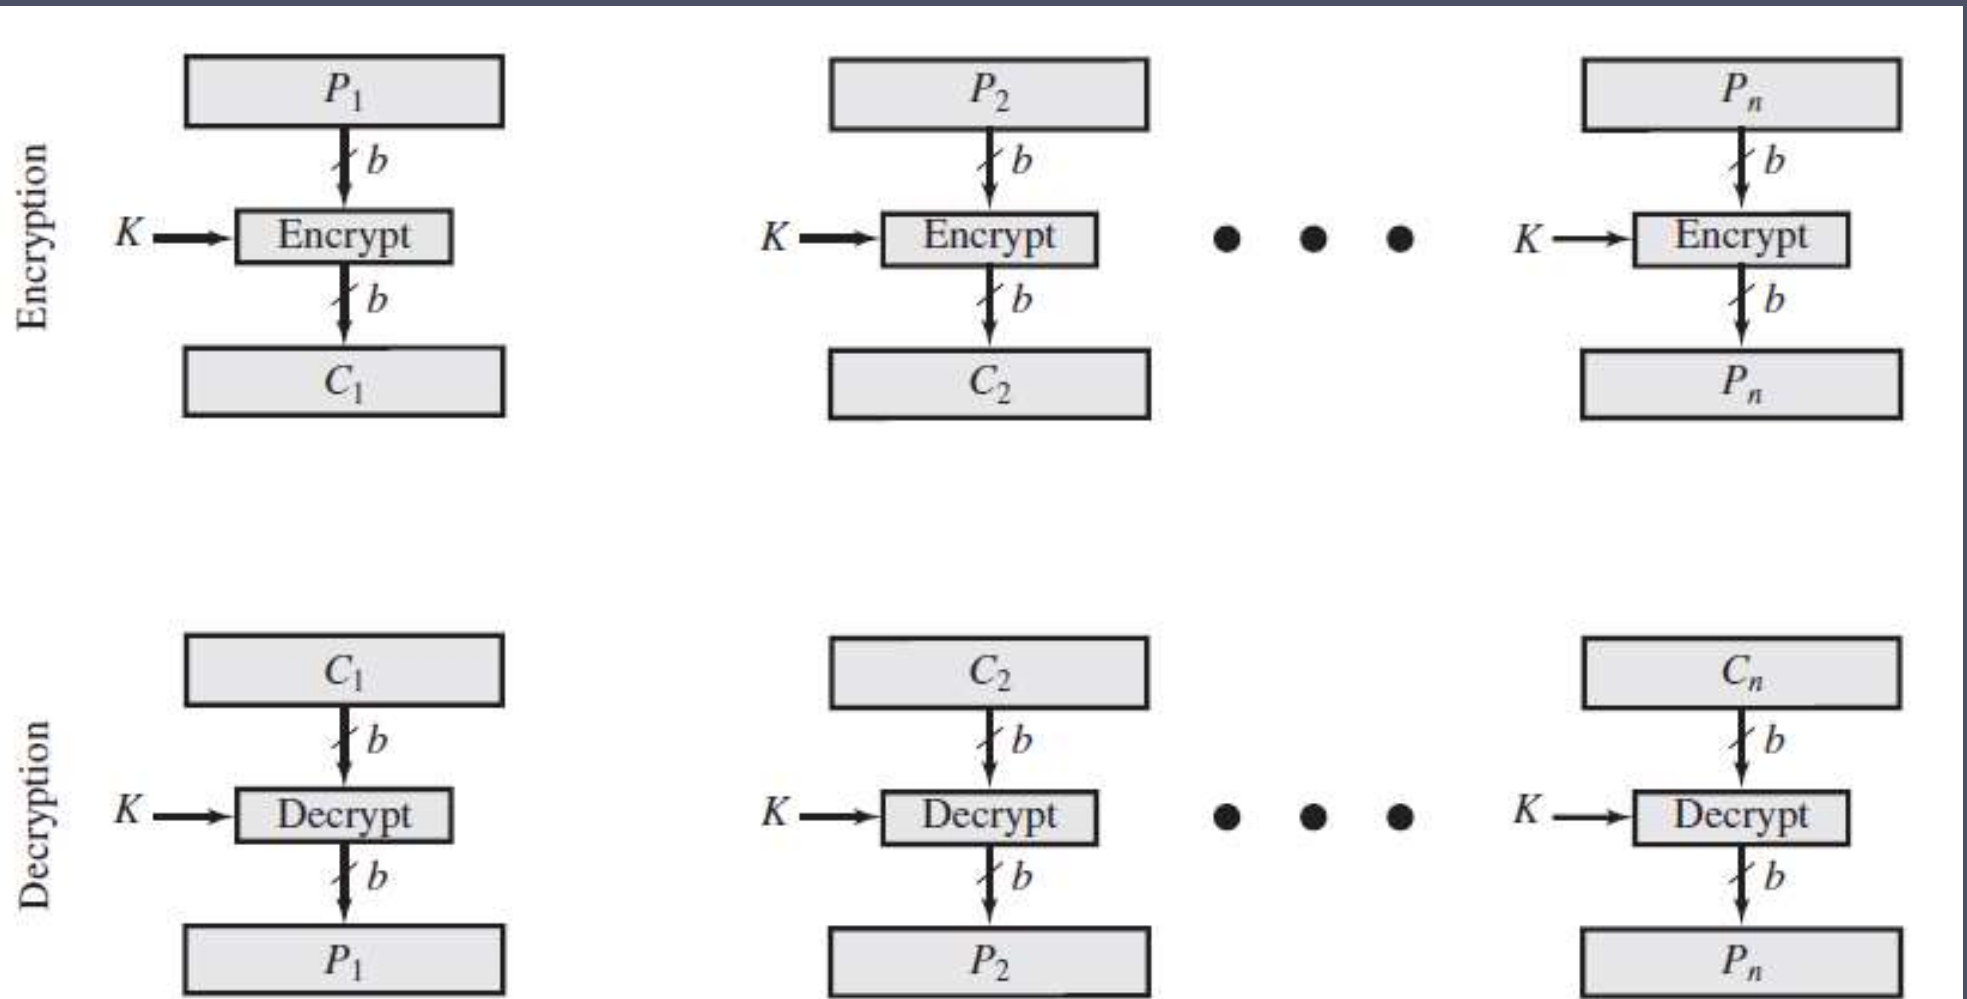 Encryption
P₁ P₂ Pₙ
b b b
K Encrypt K Encrypt K Encrypt
b b b
C₁ C₂ Pₙ
Decryption
C₁ C₂ Cₙ
b b b
K Decrypt K Decrypt K Decrypt
b b b
P₁ P₂ Pₙ